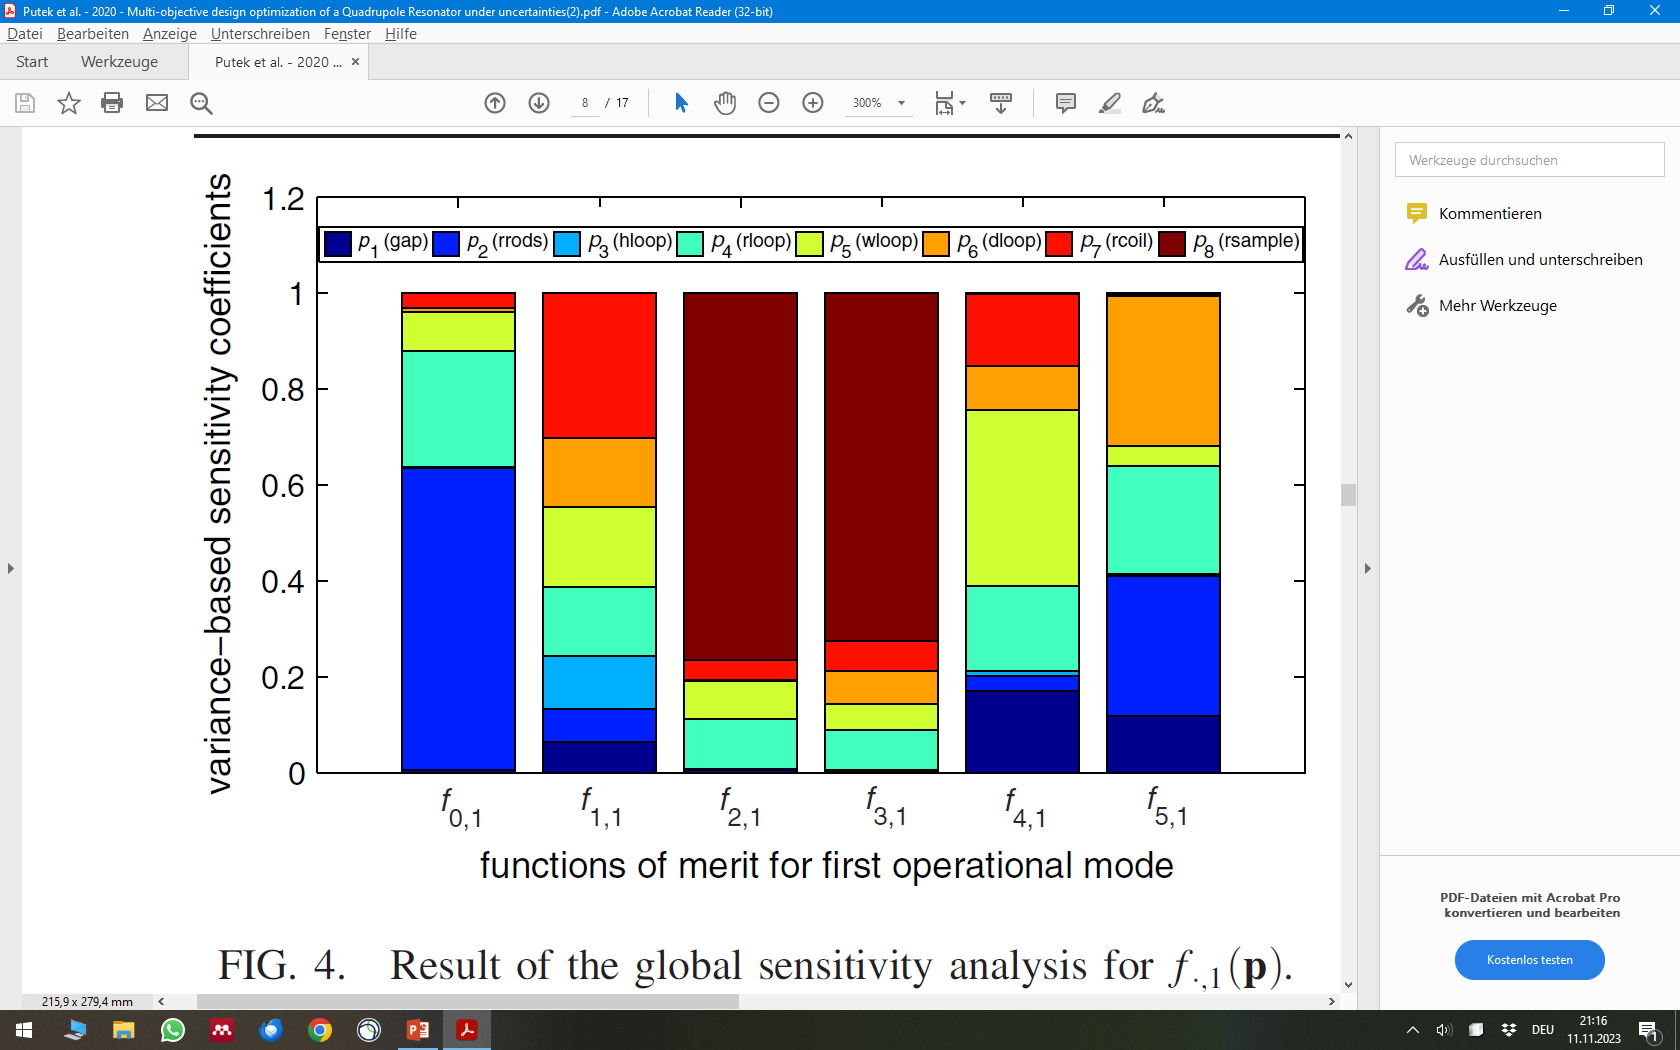 Putek et al. - 2020 - Multi-objective design optimization of a Quadrupole Resonator under uncertainties(2).pdf - Adobe Acrobat Reader (32-bit)
Datei Bearbeiten Anzeige Unterschreiben Fenster Hilfe
Start Werkzeuge Putek et al. - 2020 ... ×
8 / 17 300%
Werkzeuge durchsuchen
Kommentieren
Ausfüllen und unterschreiben
Mehr Werkzeuge
variance–based sensitivity coefficients
1.2
1
0.8
0.6
0.4
0.2
0
p1 (gap) p2 (rrods) p3 (hloop) p4 (rloop) p5 (wloop) p6 (dloop) p7 (rcoil) p8 (rsample)
f0,1 f1,1 f2,1 f3,1 f4,1 f5,1
functions of merit for first operational mode
FIG. 4. Result of the global sensitivity analysis for f·,1(p).
PDF-Dateien mit Acrobat Pro
konvertieren und bearbeiten
Kostenlos testen
215,9 x 279,4 mm
DEU
21:16
11.11.2023
1